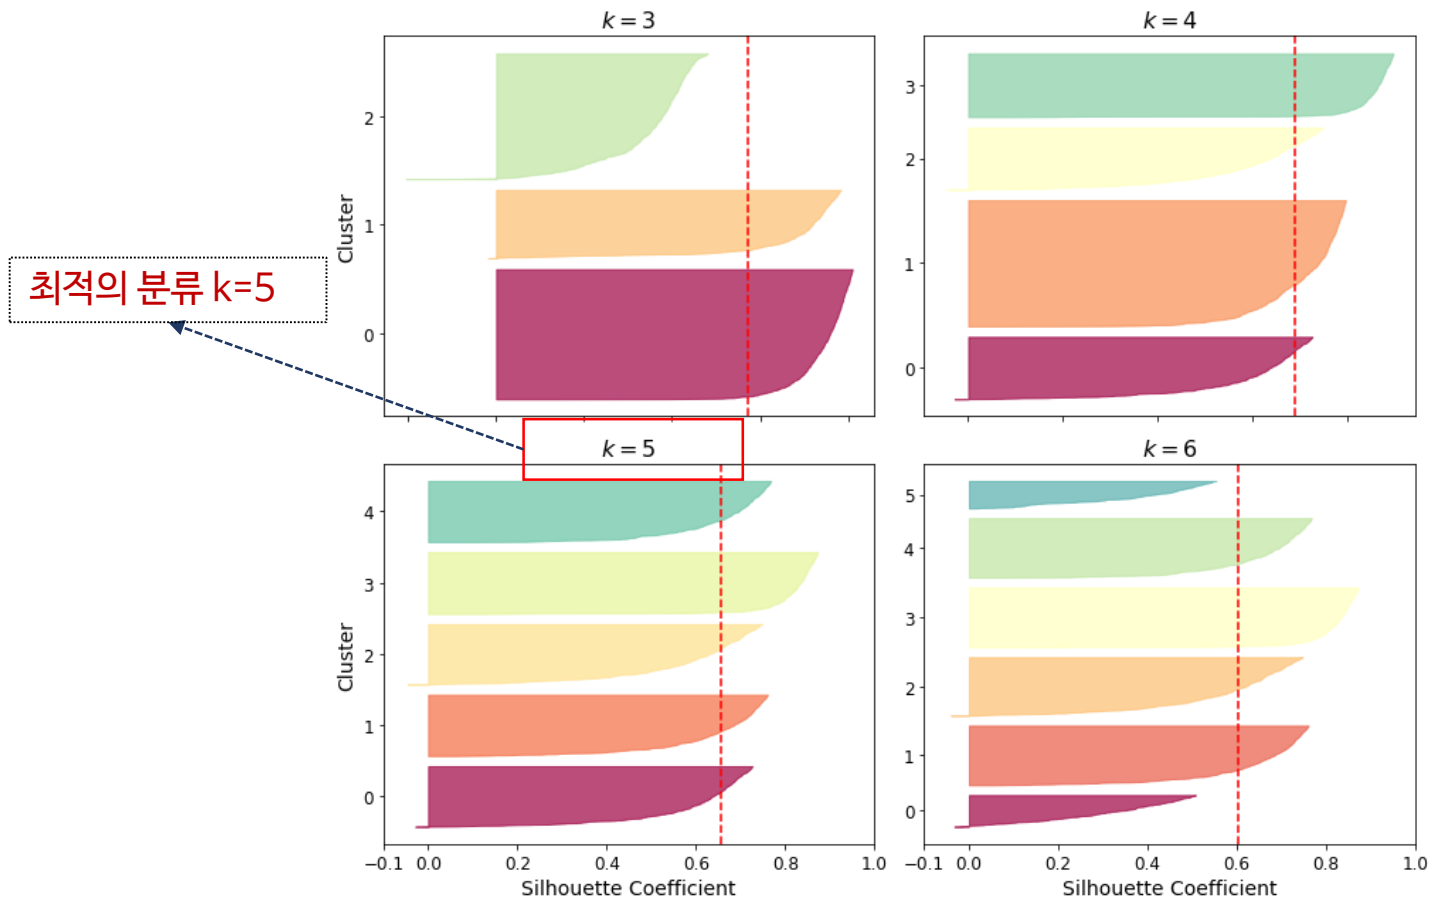 k = 3
k = 4
Cluster
2
1
0
3
2
1
0
최적의 분류 k=5
k = 5
k = 6
Cluster
4
3
2
1
0
5
4
3
2
1
0
−0.1 0.0 0.2 0.4 0.6 0.8 1.0
−0.1 0.0 0.2 0.4 0.6 0.8 1.0
Silhouette Coefficient
Silhouette Coefficient